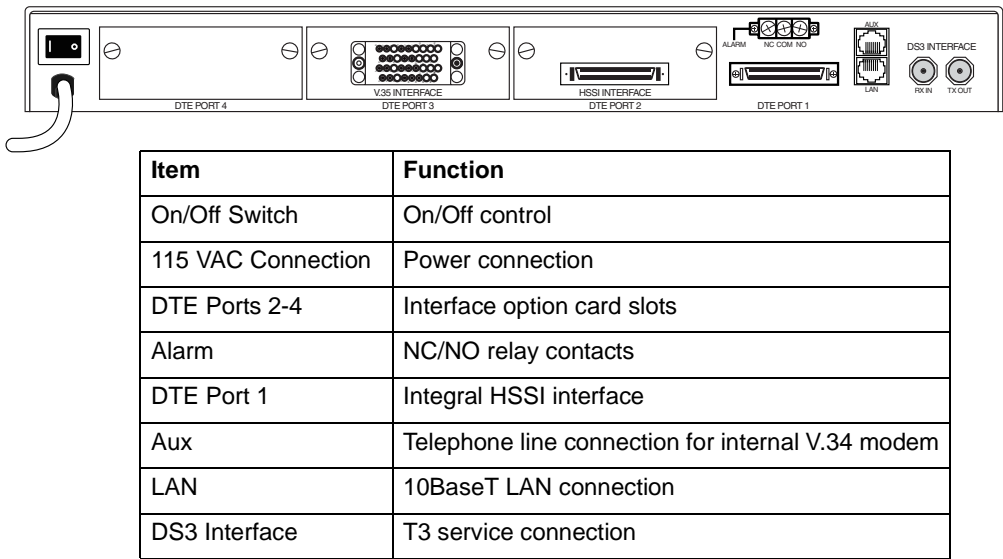 AUX
ALARM NC COM NO
DS3 INTERFACE
V.35 INTERFACE
HSSI INTERFACE
LAN
RX IN TX OUT
DTE PORT 4
DTE PORT 3
DTE PORT 2
DTE PORT 1
Item Function
On/Off Switch On/Off control
115 VAC Connection Power connection
DTE Ports 2-4 Interface option card slots
Alarm NC/NO relay contacts
DTE Port 1 Integral HSSI interface
Aux Telephone line connection for internal V.34 modem
LAN 10BaseT LAN connection
DS3 Interface T3 service connection